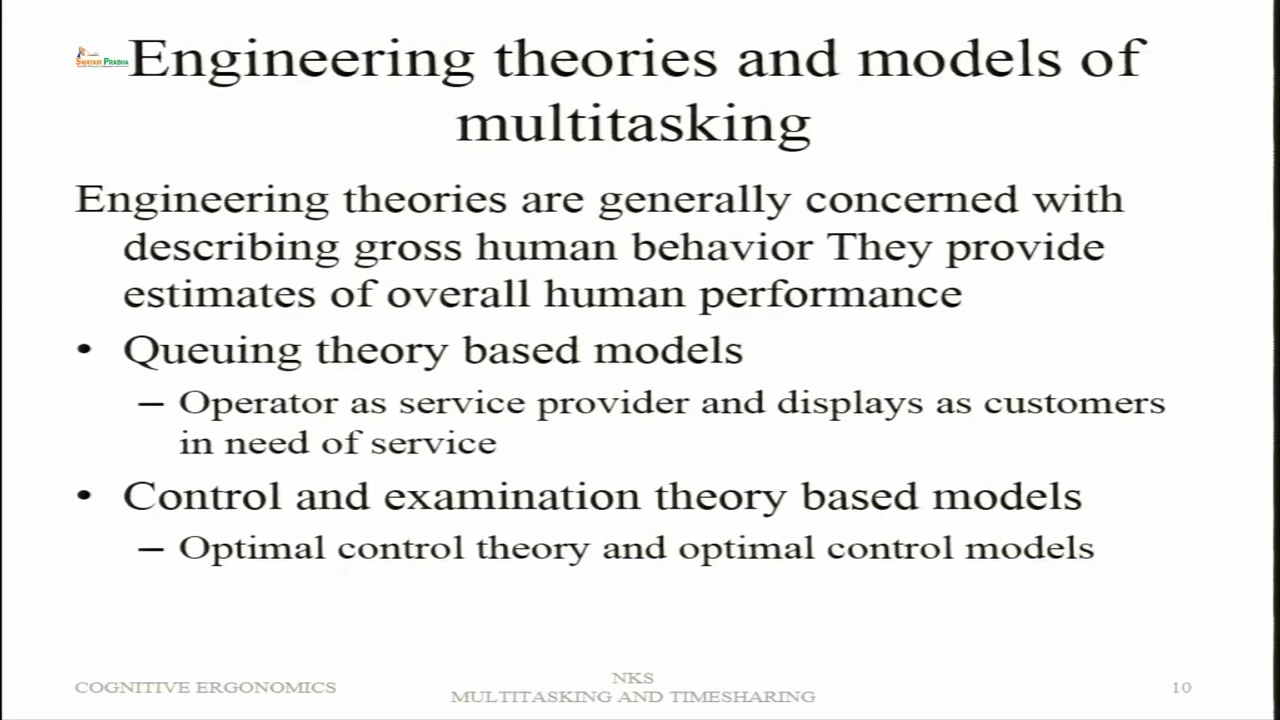 SWAYAM PRABHA
Engineering theories and models of
multitasking
Engineering theories are generally concerned with
describing gross human behavior They provide
estimates of overall human performance
• Queuing theory based models
– Operator as service provider and displays as customers
in need of service
• Control and examination theory based models
– Optimal control theory and optimal control models
COGNITIVE ERGONOMICS
NKS
MULTITASKING AND TIMESHARING
10